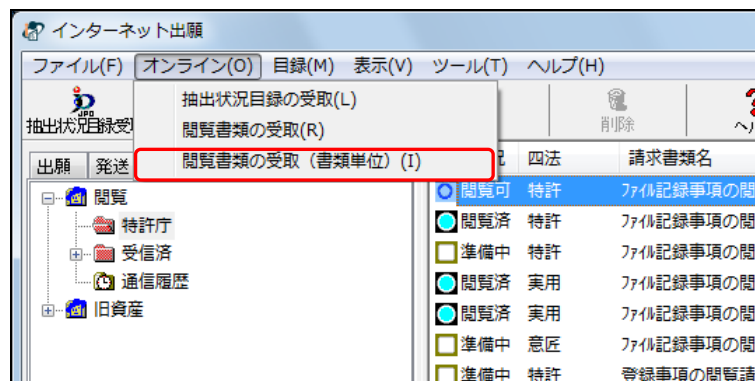 インターネット出願
ファイル(F) オンライン(O) 目録(M) 表示(V) ツール(T) ヘルプ(H)
抽出状況目録受
削除
抽出状況目録の受取(L)
閲覧書類の受取(R)
閲覧書類の受取（書類単位）(I)
出願 発送
四法 請求書類名
閲覧
特許庁
受信済
通信履歴
旧資産
閲覧可 特許 ファイル記録事項の閲
閲覧済 特許 ファイル記録事項の閲
準備中 特許 ファイル記録事項の閲
閲覧済 実用 ファイル記録事項の閲
閲覧済 実用 ファイル記録事項の閲
準備中 意匠 ファイル記録事項の閲
準備中 特許 登録事項の閲覧請